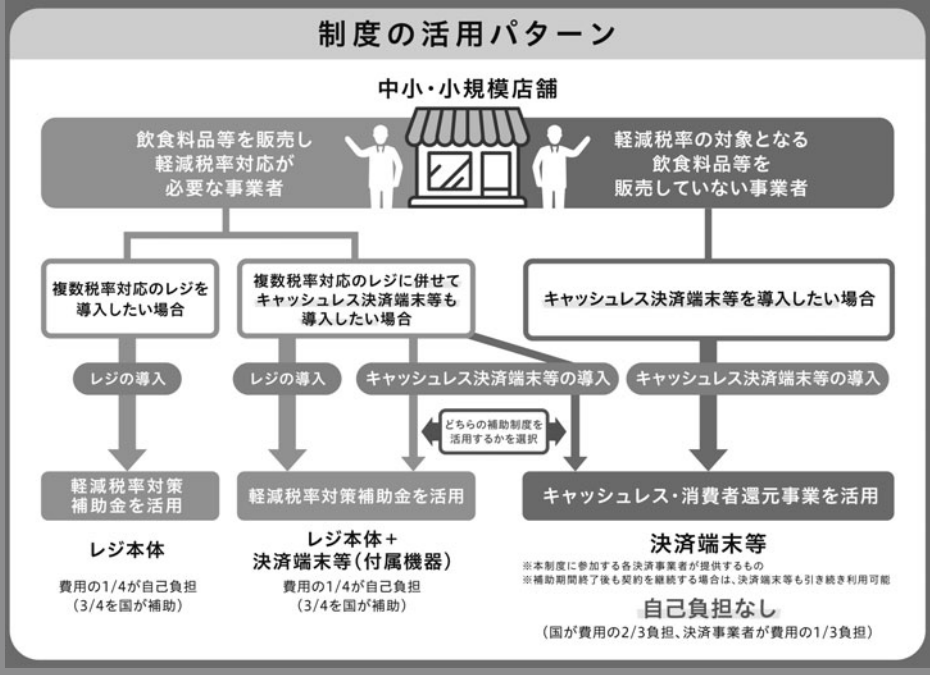 制度の活用パターン
中小・小規模店舗
飲食料品等を販売し
軽減税率対応が
必要な事業者
軽減税率の対象となる
飲食料品等を
販売していない事業者
複数税率対応のレジを
導入したい場合
複数税率対応のレジに併せて
キャッシュレス決済端末等も
導入したい場合
キャッシュレス決済端末等を導入したい場合
レジの導入
レジの導入
キャッシュレス決済端末等の導入
キャッシュレス決済端末等の導入
どちらの補助制度を
活用するかを選択
軽減税率対策
補助金を活用
軽減税率対策補助金を活用
キャッシュレス・消費者還元事業を活用
レジ本体
費用の1/4が自己負担
(3/4を国が補助)
レジ本体+
決済端末等(付属機器)
費用の1/4が自己負担
(3/4を国が補助)
決済端末等
※本制度に参加する各決済事業者が提供するもの
※補助期間終了後も契約を継続する場合は、決済端末等も引き続き利用可能
自己負担なし
(国が費用の2/3負担、決済事業者が費用の1/3負担)